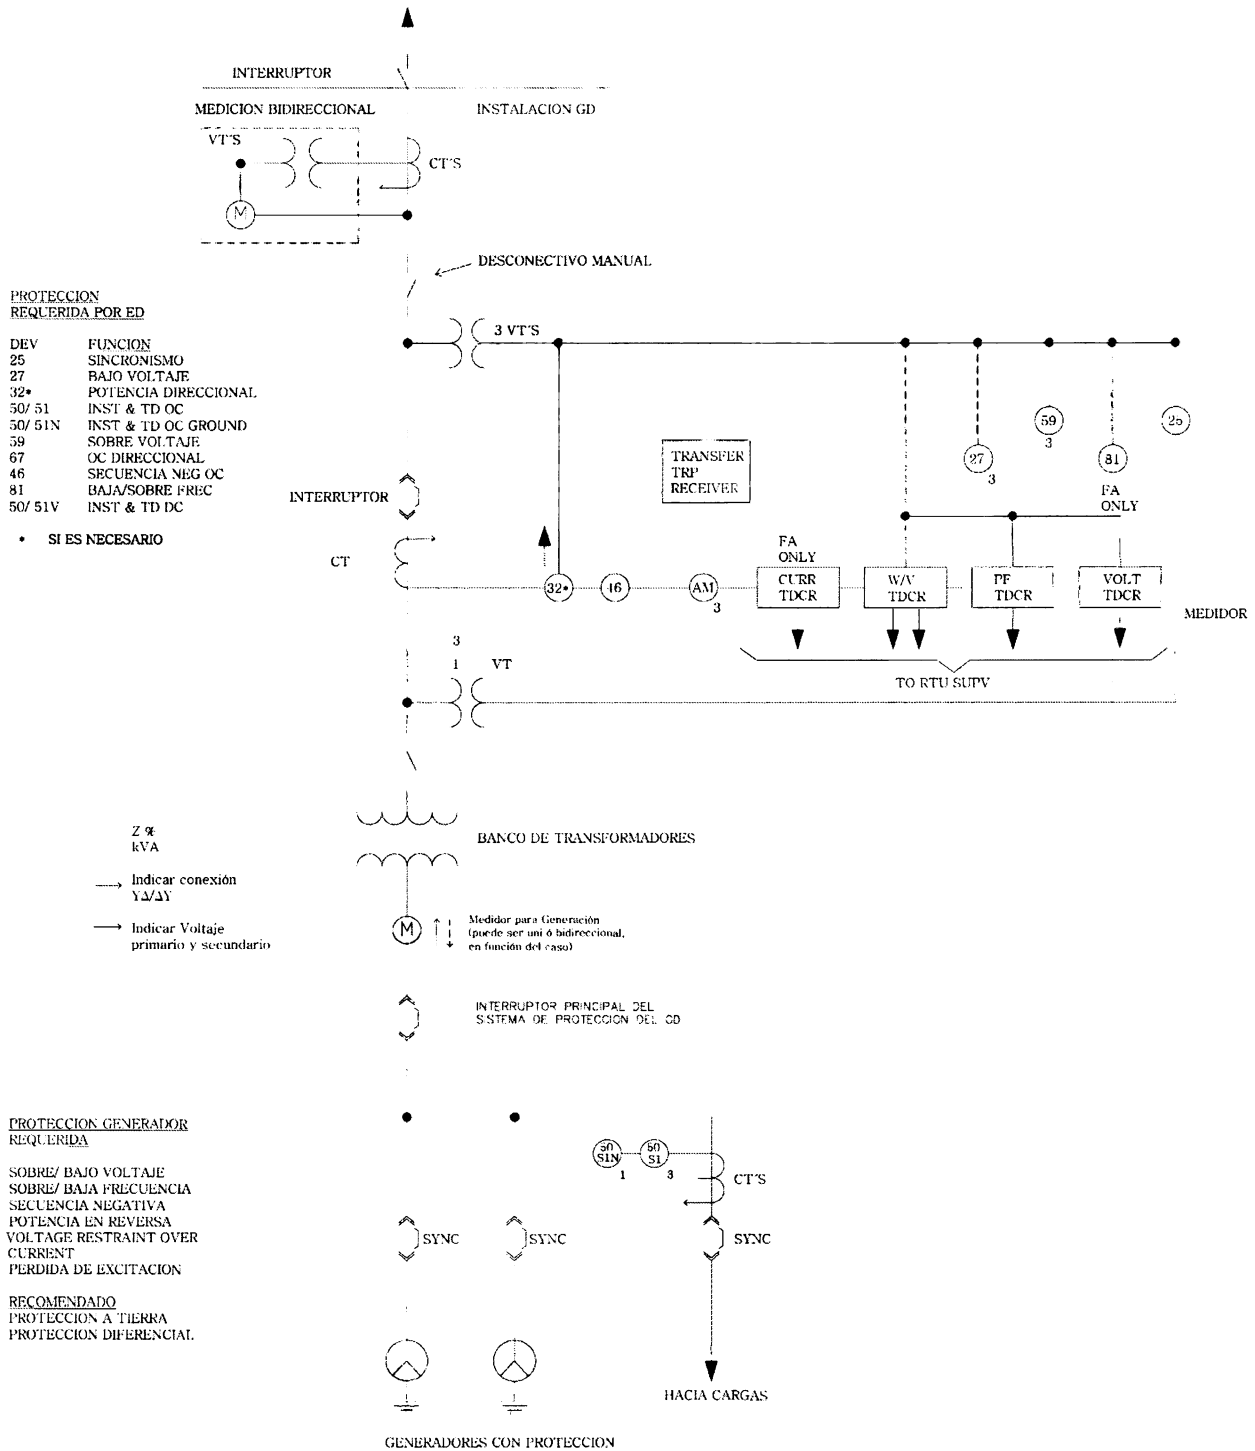 INTERRUPTOR
MEDICION BIDIRECCIONAL
INSTALACION GD
VT'S
CT'S
M
DESCONECTIVO MANUAL
PROTECCION
REQUERIDA POR ED
DEV FUNCION
25 SINCRONISMO
27 BAJO VOLTAJE
32* POTENCIA DIRECCIONAL
50/ 51 INST & TD OC
50/ 51N INST & TD OC GROUND
59 SOBRE VOLTAJE
67 OC DIRECCIONAL
46 SECUENCIA NEG OC
81 BAJA/SOBRE FREC
50/ 51V INST & TD DC
* SI ES NECESARIO
3 VT'S
59
3
25
27
3
81
FA
ONLY
TRANSFER
TRP
RECEIVER
INTERRUPTOR
CT
32*
46
AM
3
FA
ONLY
CURR
TDCR
W/V
TDCR
PF
TDCR
VOLT
TDCR
MEDIDOR
TO RTU SUPV
3
1 VT
Z %
kVA
BANCO DE TRANSFORMADORES
Indicar conexión
YΔ/ΔY
Indicar Voltaje
primario y secundario
M
Medidor para Generación
(puede ser uni ó bidireccional,
en función del caso)
INTERRUPTOR PRINCIPAL DEL
SISTEMA DE PROTECCION DEL GD
PROTECCION GENERADOR
REQUERIDA
SOBRE/ BAJO VOLTAJE
SOBRE/ BAJA FRECUENCIA
SECUENCIA NEGATIVA
POTENCIA EN REVERSA
VOLTAGE RESTRAINT OVER
CURRENT
PERDIDA DE EXCITACION
RECOMENDADO
PROTECCION A TIERRA
PROTECCION DIFERENCIAL
50
51N
1
50
51
3
CT'S
SYNC
SYNC
SYNC
HACIA CARGAS
GENERADORES CON PROTECCION